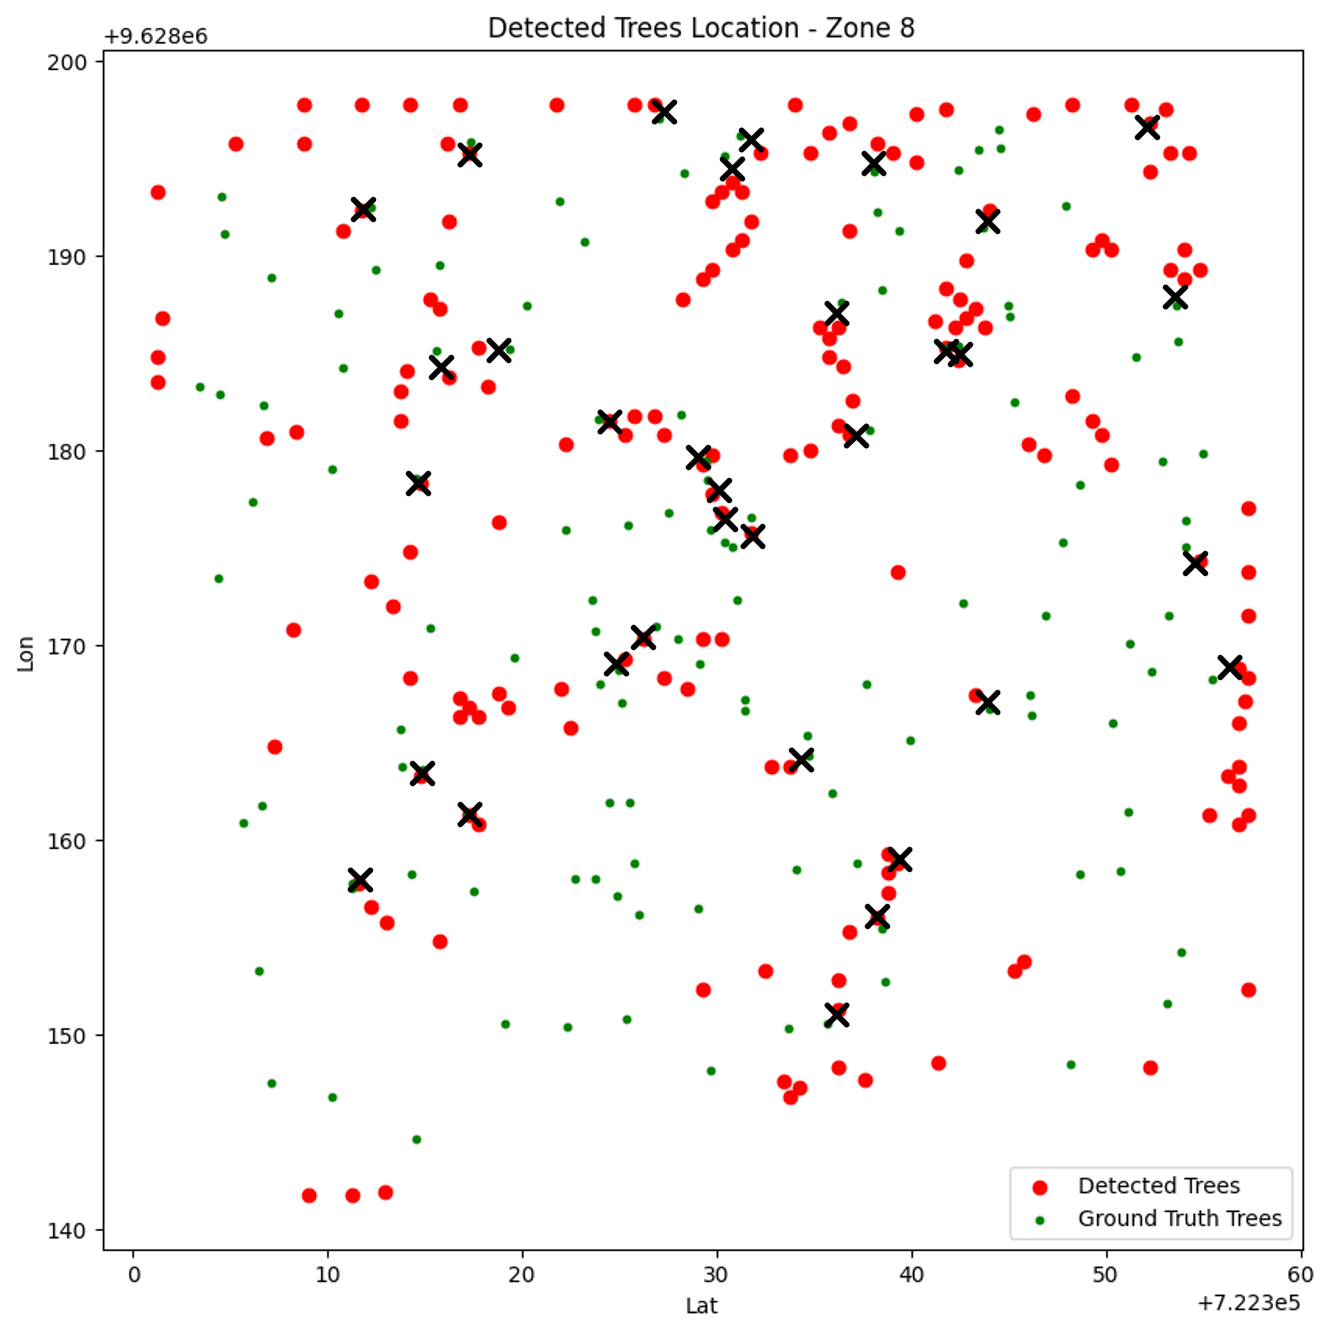 Detected Trees Location - Zone 8
+9.628e6
200
190
180
170
160
150
140
Lon
0 10 20 30 40 50 60
Lat
+7.223e5
Detected Trees
Ground Truth Trees